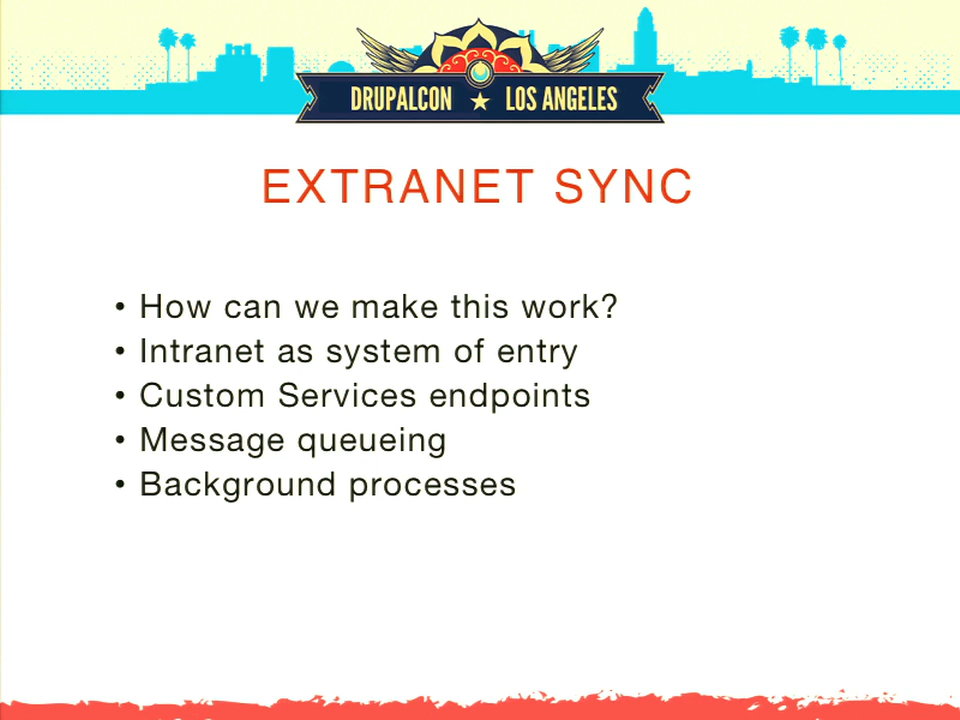 DRUPALCON ★ LOS ANGELES
EXTRANET SYNC
• How can we make this work?
• Intranet as system of entry
• Custom Services endpoints
• Message queueing
• Background processes